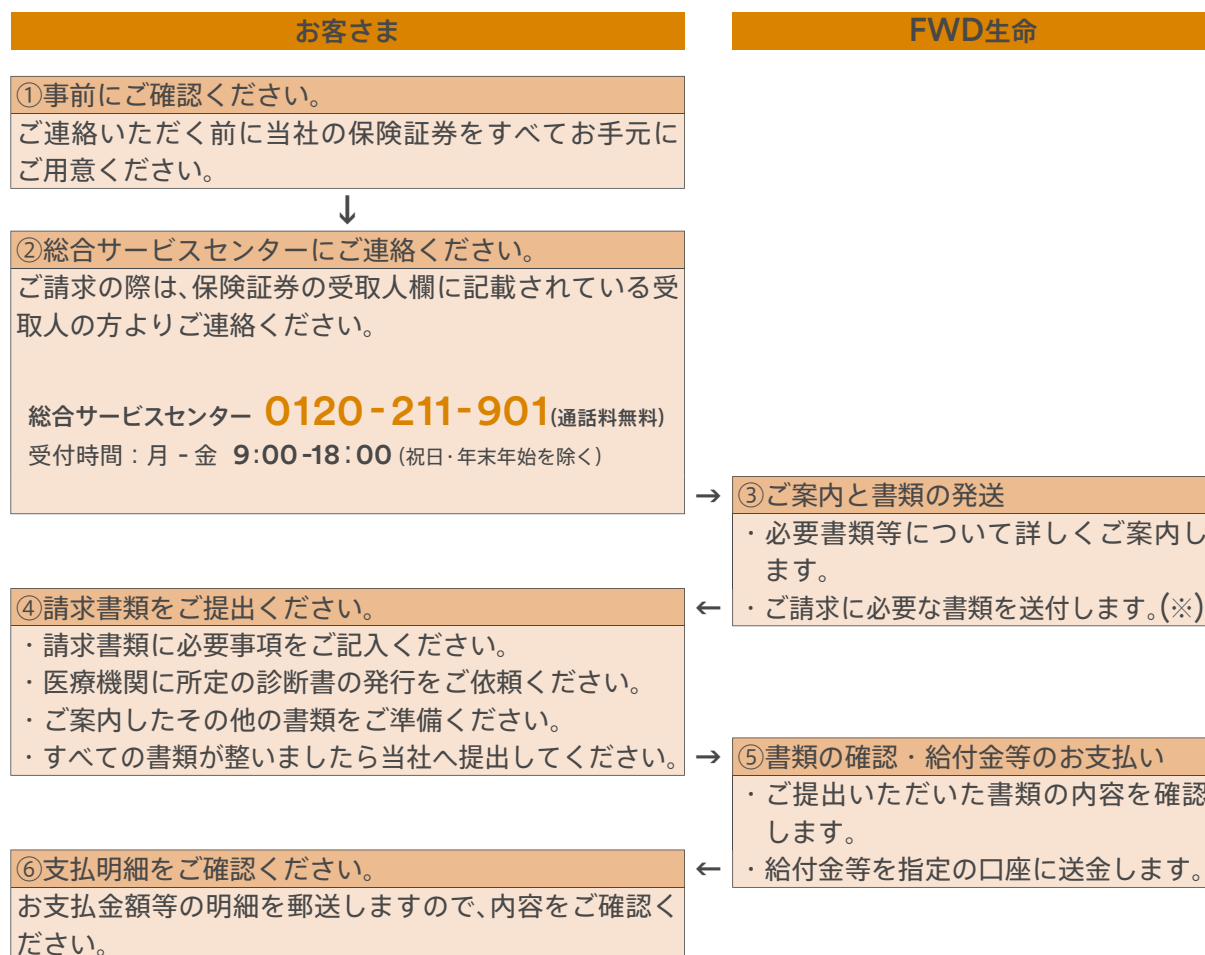 お客さま
FWD生命
①事前にご確認ください。
ご連絡いただく前に当社の保険証券をすべてお手元に
ご用意ください。
↓
②総合サービスセンターにご連絡ください。
ご請求の際は、保険証券の受取人欄に記載されている受
取人の方よりご連絡ください。
総合サービスセンター 0120-211-901(通話料無料)
受付時間：月 - 金 9:00-18:00(祝日・年末年始を除く)
→
③ご案内と書類の発送
・必要書類等について詳しくご案内し
ます。
・ご請求に必要な書類を送付します。(※)
←
④請求書類をご提出ください。
・請求書類に必要事項をご記入ください。
・医療機関に所定の診断書の発行をご依頼ください。
・ご案内したその他の書類をご準備ください。
・すべての書類が整いましたら当社へ提出してください。
→
⑤書類の確認・給付金等のお支払い
・ご提出いただいた書類の内容を確認
します。
・給付金等を指定の口座に送金します。
←
⑥支払明細をご確認ください。
お支払金額等の明細を郵送しますので、内容をご確認く
ださい。